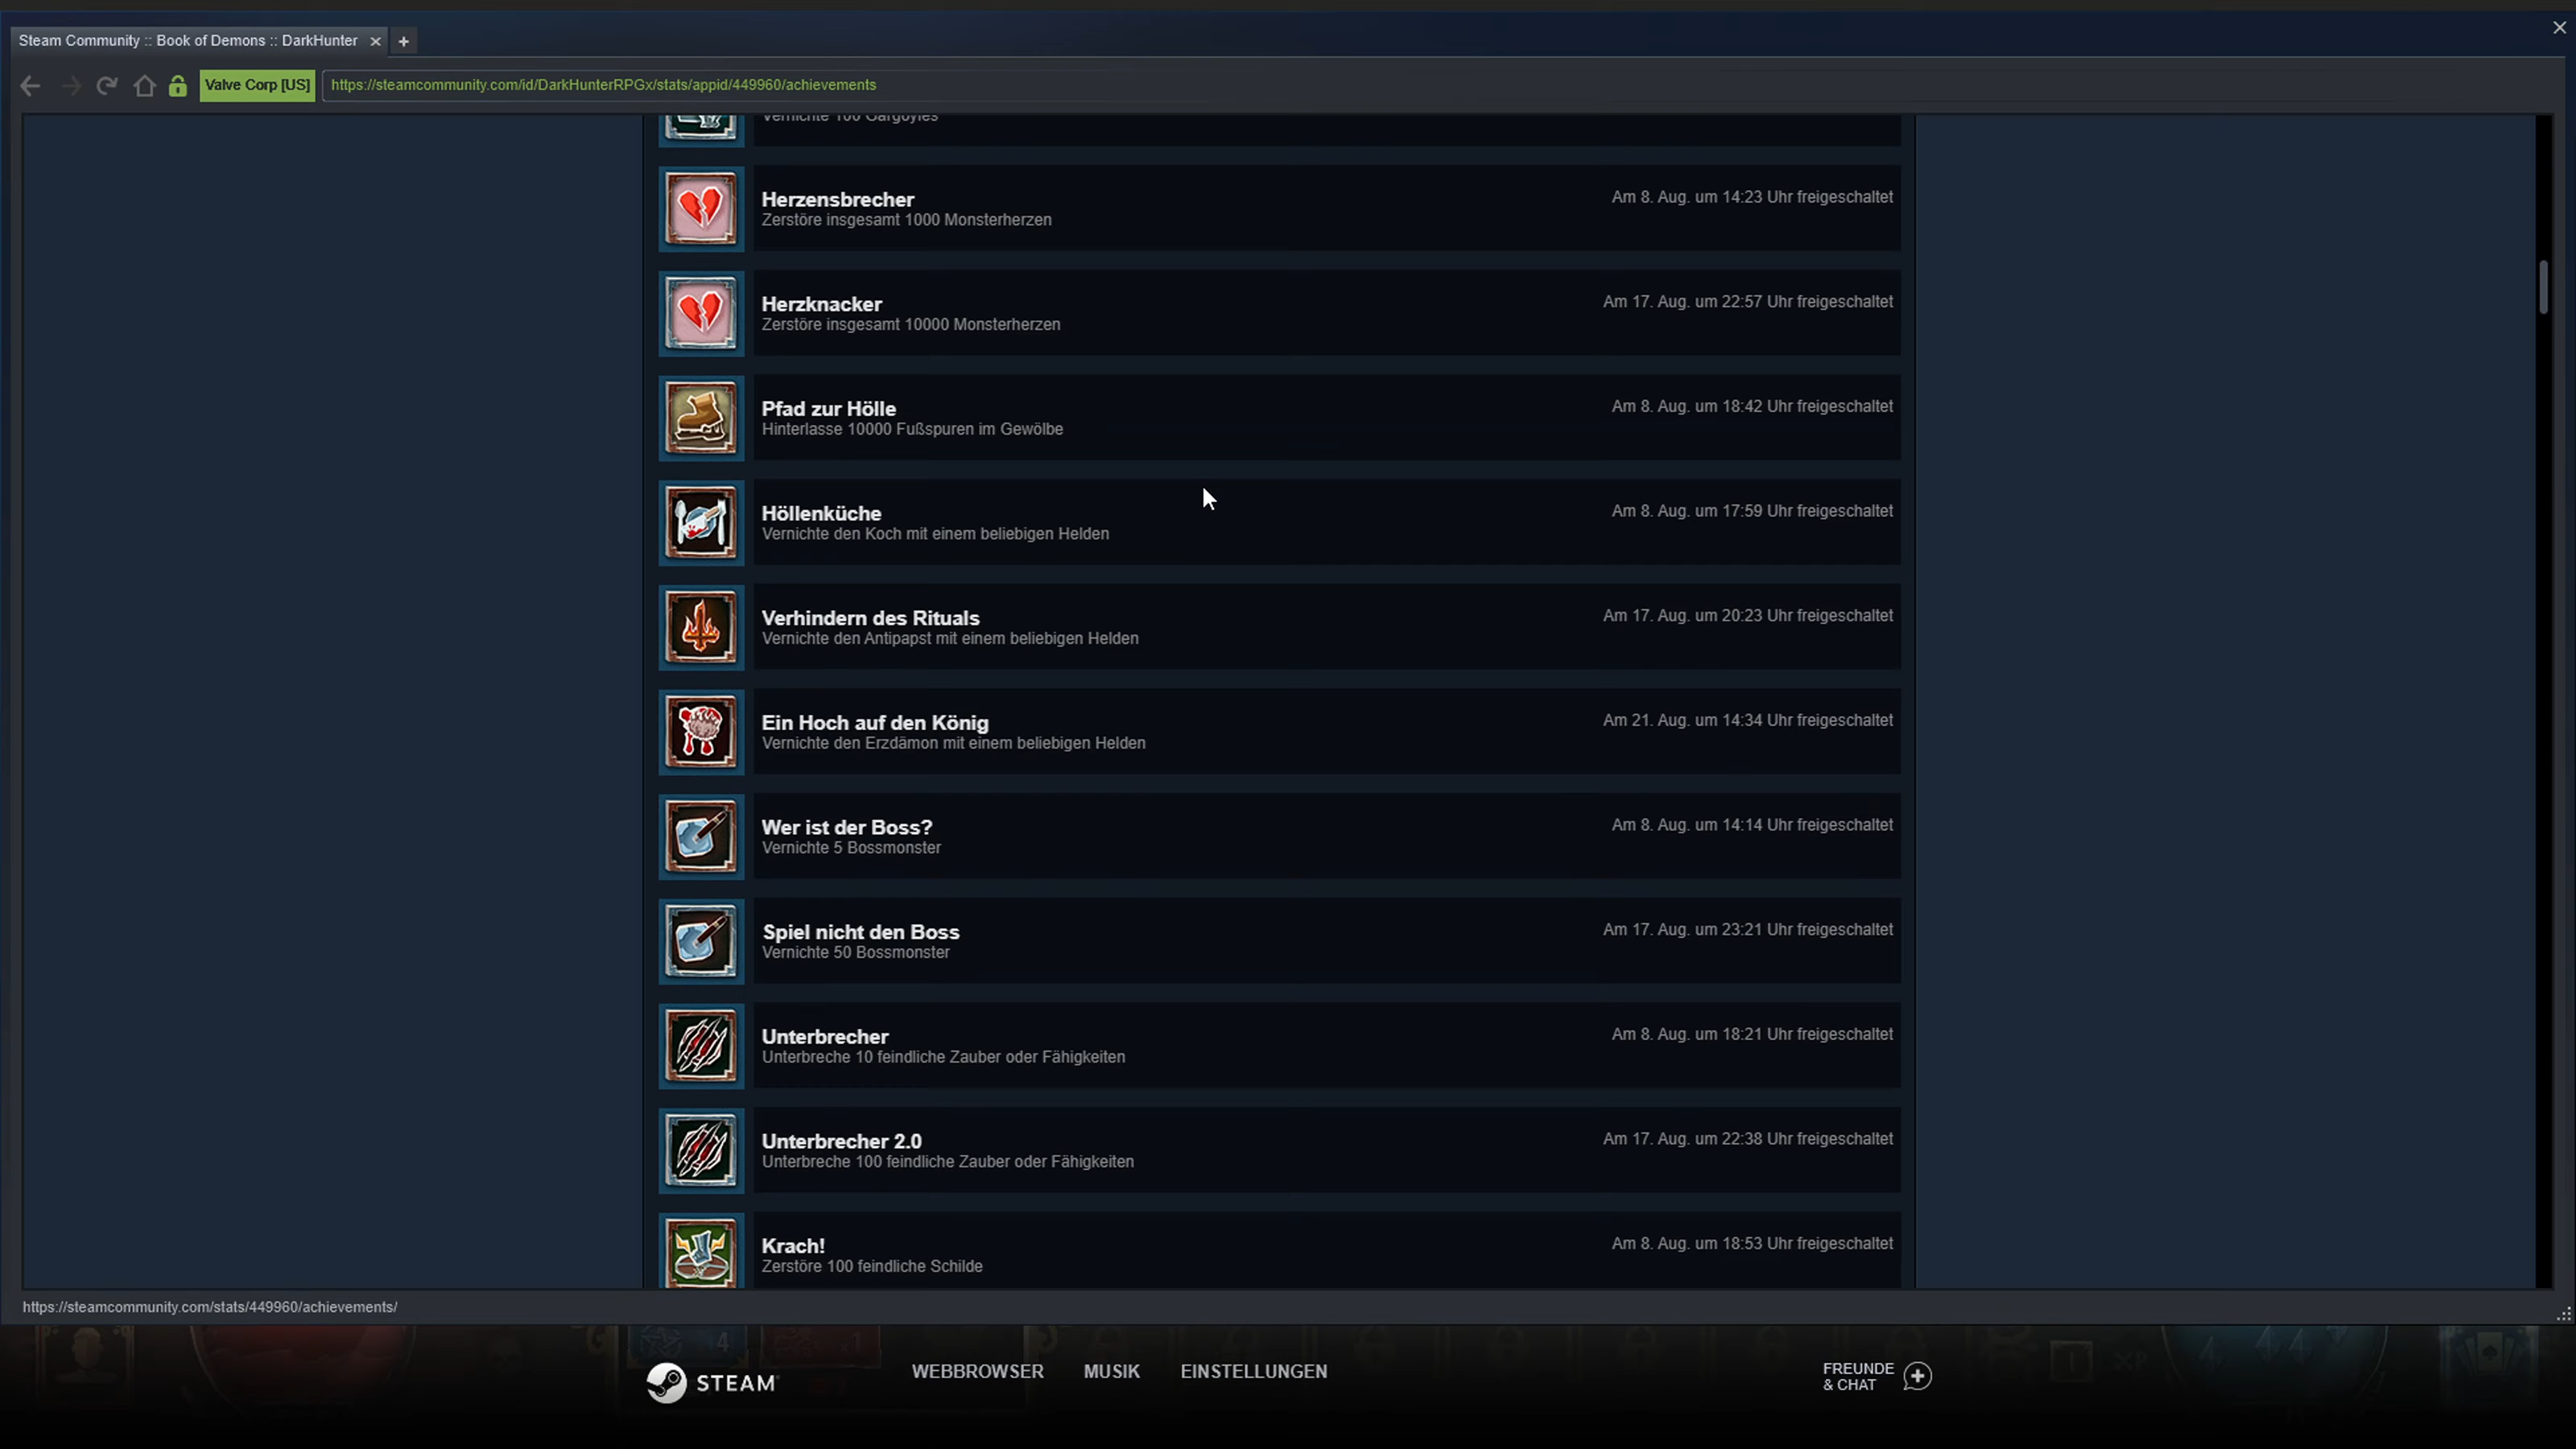 Steam Community :: Book of Demons :: DarkHunter
Valve Corp [US]
https://steamcommunity.com/id/DarkHunterRPGx/stats/appid/449960/achievements
Vernichte 100 Gargoyles
Herzensbrecher
Am 8. Aug. um 14:23 Uhr freigeschaltet
Zerstöre insgesamt 1000 Monsterherzen
Herzknacker
Am 17. Aug. um 22:57 Uhr freigeschaltet
Zerstöre insgesamt 10000 Monsterherzen
Pfad zur Hölle
Am 8. Aug. um 18:42 Uhr freigeschaltet
Hinterlasse 10000 Fußspuren im Gewölbe
Höllenküche
Am 8. Aug. um 17:59 Uhr freigeschaltet
Vernichte den Koch mit einem beliebigen Helden
Verhindern des Rituals
Am 17. Aug. um 20:23 Uhr freigeschaltet
Vernichte den Antipapst mit einem beliebigen Helden
Ein Hoch auf den König
Am 21. Aug. um 14:34 Uhr freigeschaltet
Vernichte den Erzdämon mit einem beliebigen Helden
Wer ist der Boss?
Am 8. Aug. um 14:14 Uhr freigeschaltet
Vernichte 5 Bossmonster
Spiel nicht den Boss
Am 17. Aug. um 23:21 Uhr freigeschaltet
Vernichte 50 Bossmonster
Unterbrecher
Am 8. Aug. um 18:21 Uhr freigeschaltet
Unterbreche 10 feindliche Zauber oder Fähigkeiten
Unterbrecher 2.0
Am 17. Aug. um 22:38 Uhr freigeschaltet
Unterbreche 100 feindliche Zauber oder Fähigkeiten
Krach!
Am 8. Aug. um 18:53 Uhr freigeschaltet
Zerstöre 100 feindliche Schilde
https://steamcommunity.com/stats/449960/achievements/
STEAM
WEBBROWSER
MUSIK
EINSTELLUNGEN
FREUNDE
& CHAT